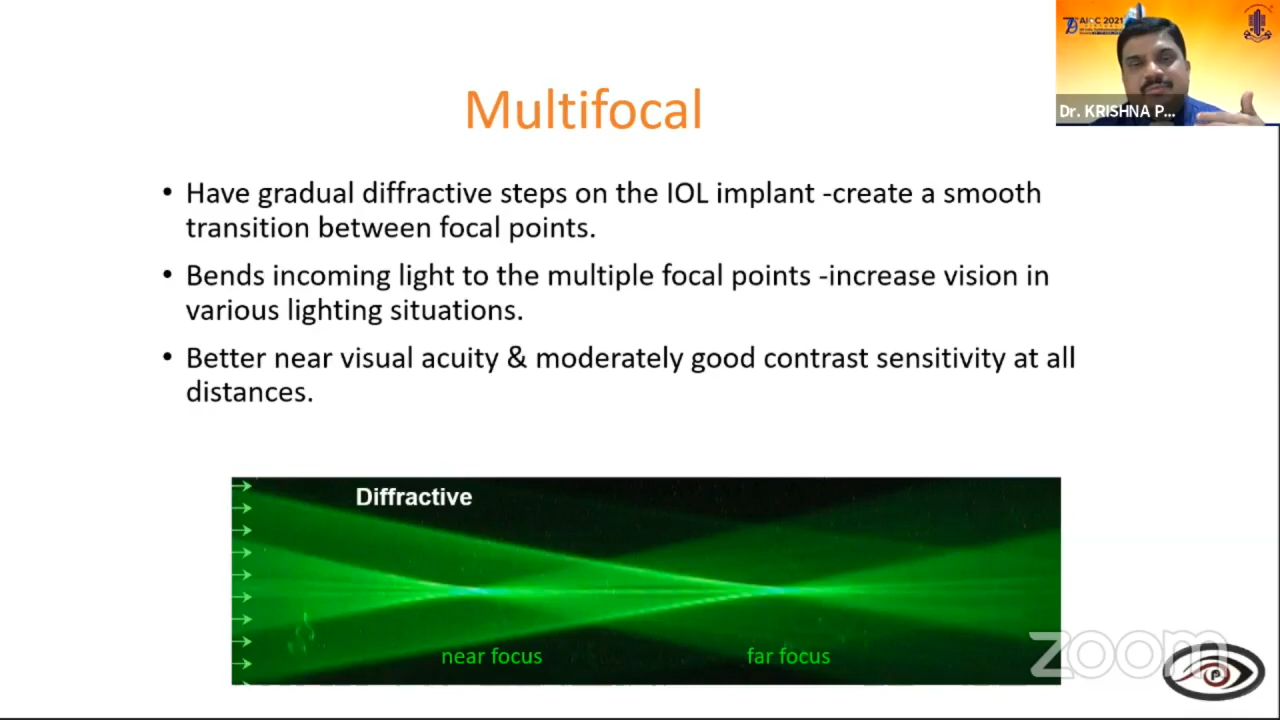 AIOC 2021
Dr. KRISHNA P...
Multifocal
• Have gradual diffractive steps on the IOL implant -create a smooth
transition between focal points.
• Bends incoming light to the multiple focal points -increase vision in
various lighting situations.
• Better near visual acuity & moderately good contrast sensitivity at all
distances.
Diffractive
near focus
far focus
zoom
P